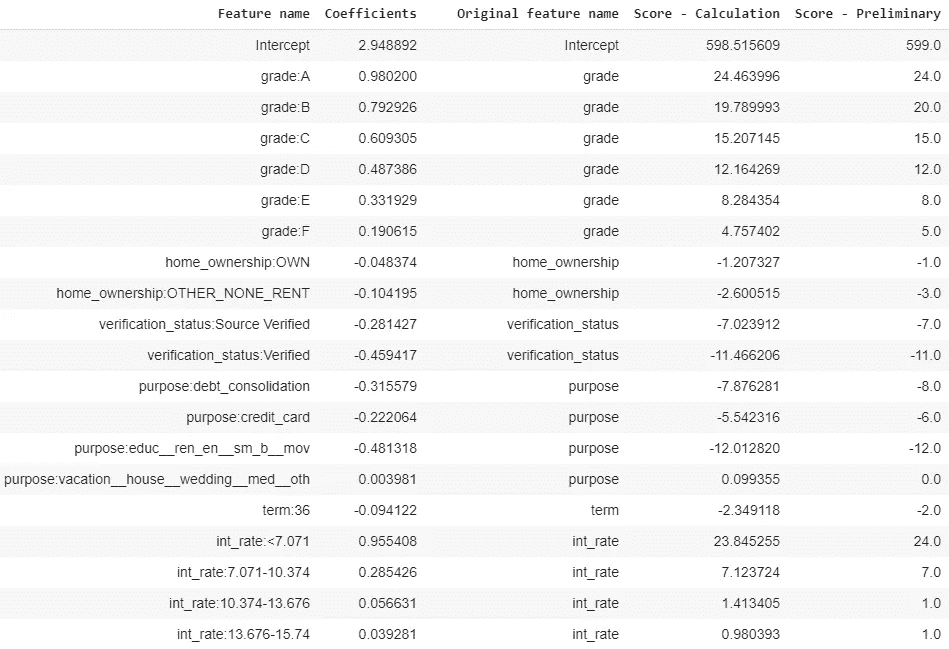 Feature name Coefficients Original feature name Score - Calculation Score - Preliminary
Intercept 2.948892 Intercept 598.515609 599.0
grade:A 0.980200 grade 24.463996 24.0
grade:B 0.792926 grade 19.789993 20.0
grade:C 0.609305 grade 15.207145 15.0
grade:D 0.487386 grade 12.164269 12.0
grade:E 0.331929 grade 8.284354 8.0
grade:F 0.190615 grade 4.757402 5.0
home_ownership:OWN -0.048374 home_ownership -1.207327 -1.0
home_ownership:OTHER_NONE_RENT -0.104195 home_ownership -2.600515 -3.0
verification_status:Source Verified -0.281427 verification_status -7.023912 -7.0
verification_status:Verified -0.459417 verification_status -11.466206 -11.0
purpose:debt_consolidation -0.315579 purpose -7.876281 -8.0
purpose:credit_card -0.222064 purpose -5.542316 -6.0
purpose:educ__ren_en__sm_b__mov -0.481318 purpose -12.012820 -12.0
purpose:vacation__house__wedding__med__oth 0.003981 purpose 0.099355 0.0
term:36 -0.094122 term -2.349118 -2.0
int_rate:<7.071 0.955408 int_rate 23.845255 24.0
int_rate:7.071-10.374 0.285426 int_rate 7.123724 7.0
int_rate:10.374-13.676 0.056631 int_rate 1.413405 1.0
int_rate:13.676-15.74 0.039281 int_rate 0.980393 1.0